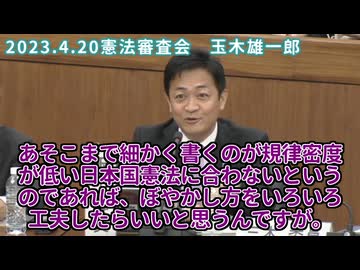 2023.4.20憲法審査会　玉木雄一郎
あそこまで細かく書くのが規律密度
が低い日本国憲法に合わないという
のであれば、ぼやかし方をいろいろ
工夫したらいいと思うんですが。